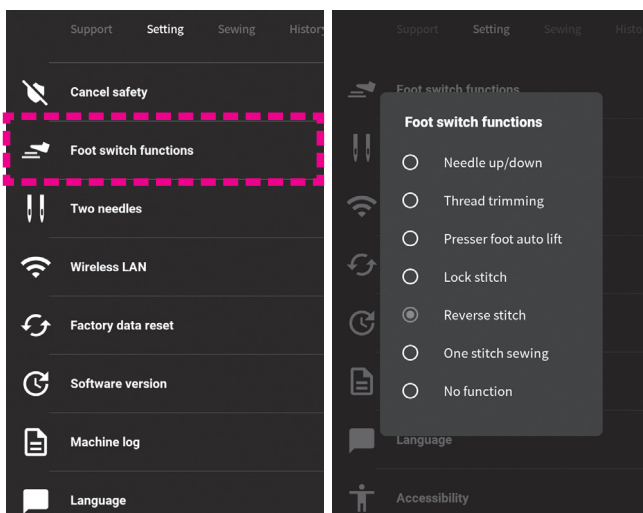 Support Setting Sewing History
Cancel safety
Foot switch functions
Two needles
Wireless LAN
Factory data reset
Software version
Machine log
Language
Support Setting Sewing Histo
Foot switch functions
Foot switch functions
Needle up/down
Thread trimming
Presser foot auto lift
Lock stitch
Reverse stitch
One stitch sewing
No function
Language
Accessibility